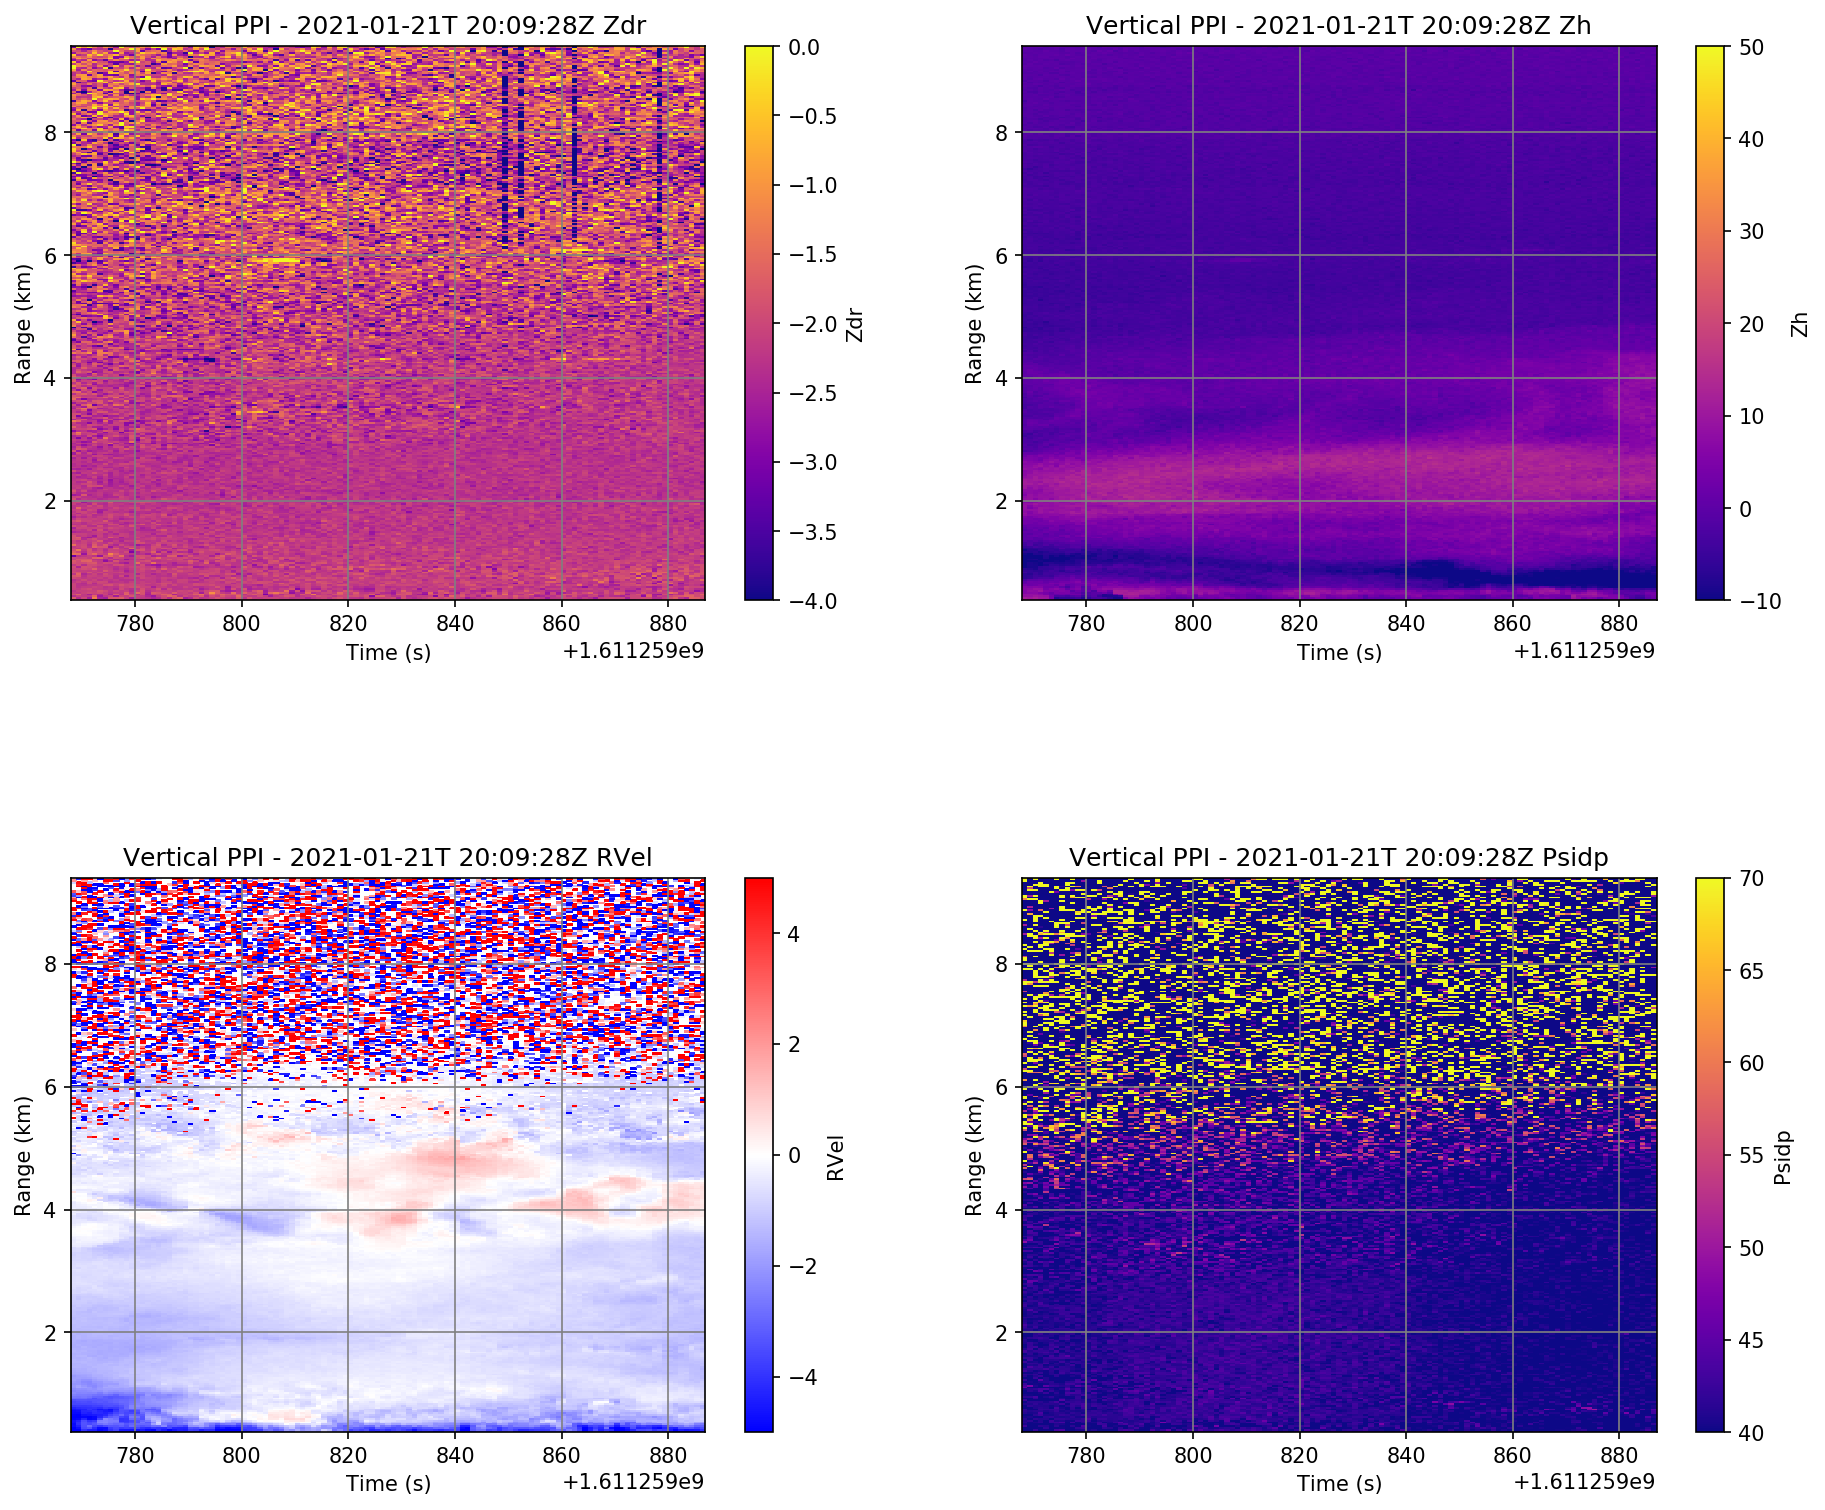 Vertical PPI - 2021-01-21T 20:09:28Z Zdr
Range (km)
8
6
4
2
780 800 820 840 860 880
Time (s)
+1.611259e9
0.0
−0.5
−1.0
−1.5
−2.0
−2.5
−3.0
−3.5
−4.0
Zdr
Vertical PPI - 2021-01-21T 20:09:28Z Zh
Range (km)
8
6
4
2
780 800 820 840 860 880
Time (s)
+1.611259e9
50
40
30
20
10
0
−10
Zh
Vertical PPI - 2021-01-21T 20:09:28Z RVel
Range (km)
8
6
4
2
780 800 820 840 860 880
Time (s)
+1.611259e9
4
2
0
−2
−4
RVel
Vertical PPI - 2021-01-21T 20:09:28Z Psidp
Range (km)
8
6
4
2
780 800 820 840 860 880
Time (s)
+1.611259e9
70
65
60
55
50
45
40
Psidp